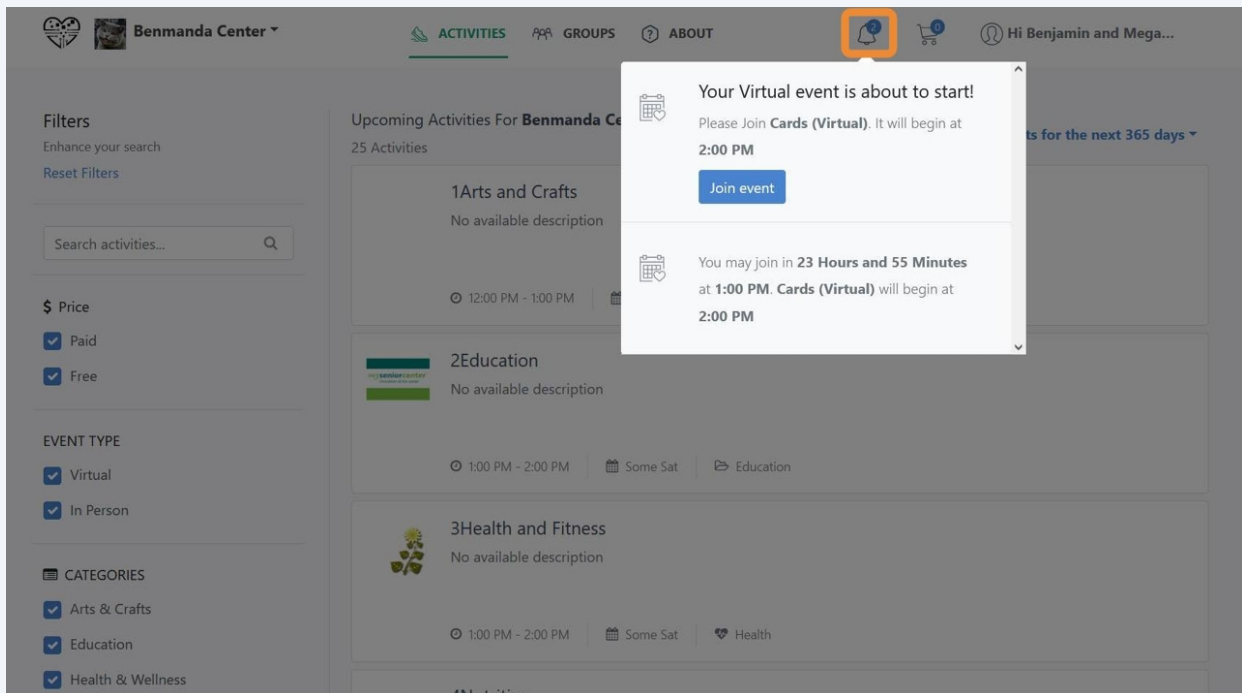 Benmanda Center
ACTIVITIES
GROUPS
ABOUT
2
0
Hi Benjamin and Mega...
Filters
Enhance your search
Reset Filters
Search activities...
$ Price
Paid
Free
EVENT TYPE
Virtual
In Person
CATEGORIES
Arts & Crafts
Education
Health & Wellness
Upcoming Activities For Benmanda Ce
25 Activities
ts for the next 365 days
1Arts and Crafts
No available description
12:00 PM - 1:00 PM
myseniorcenter
2Education
No available description
1:00 PM - 2:00 PM
Some Sat
Education
3Health and Fitness
No available description
1:00 PM - 2:00 PM
Some Sat
Health
Your Virtual event is about to start!
Please Join Cards (Virtual). It will begin at
2:00 PM
Join event
You may join in 23 Hours and 55 Minutes
at 1:00 PM. Cards (Virtual) will begin at
2:00 PM